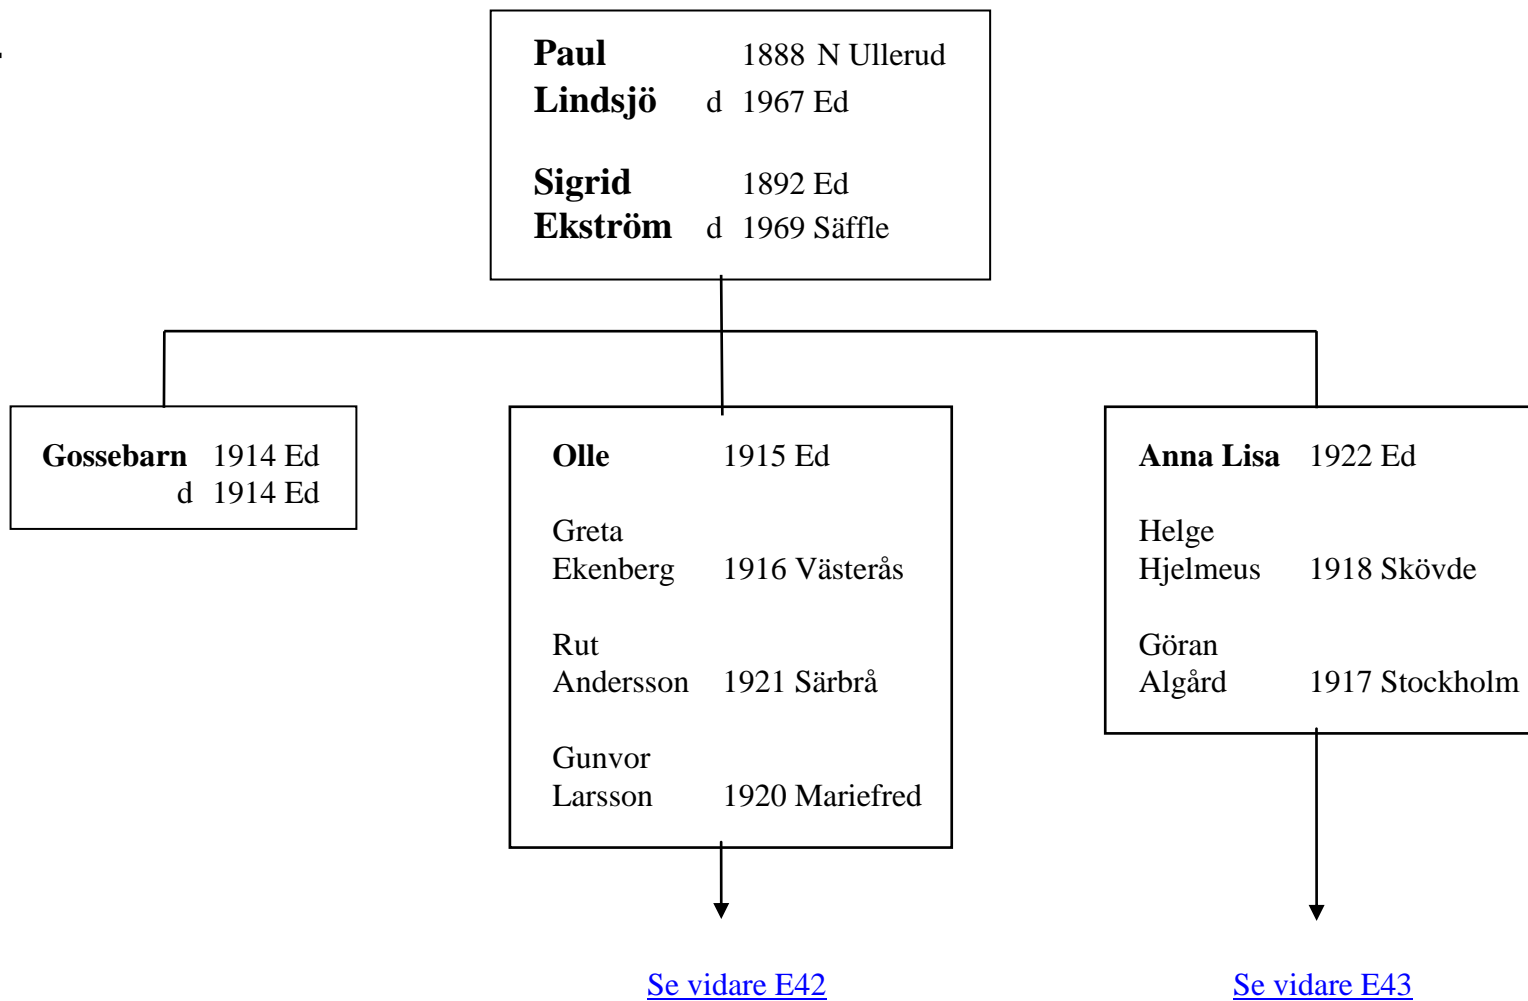 Paul 1888 N Ullerud
Lindsjö d 1967 Ed
Sigrid 1892 Ed
Ekström d 1969 Säffle
Gossebarn 1914 Ed
d 1914 Ed
Olle 1915 Ed
Greta
Ekenberg 1916 Västerås
Rut
Andersson 1921 Särbrå
Gunvor
Larsson 1920 Mariefred
Anna Lisa 1922 Ed
Helge
Hjelmeus 1918 Skövde
Göran
Algård 1917 Stockholm
Se vidare E42
Se vidare E43